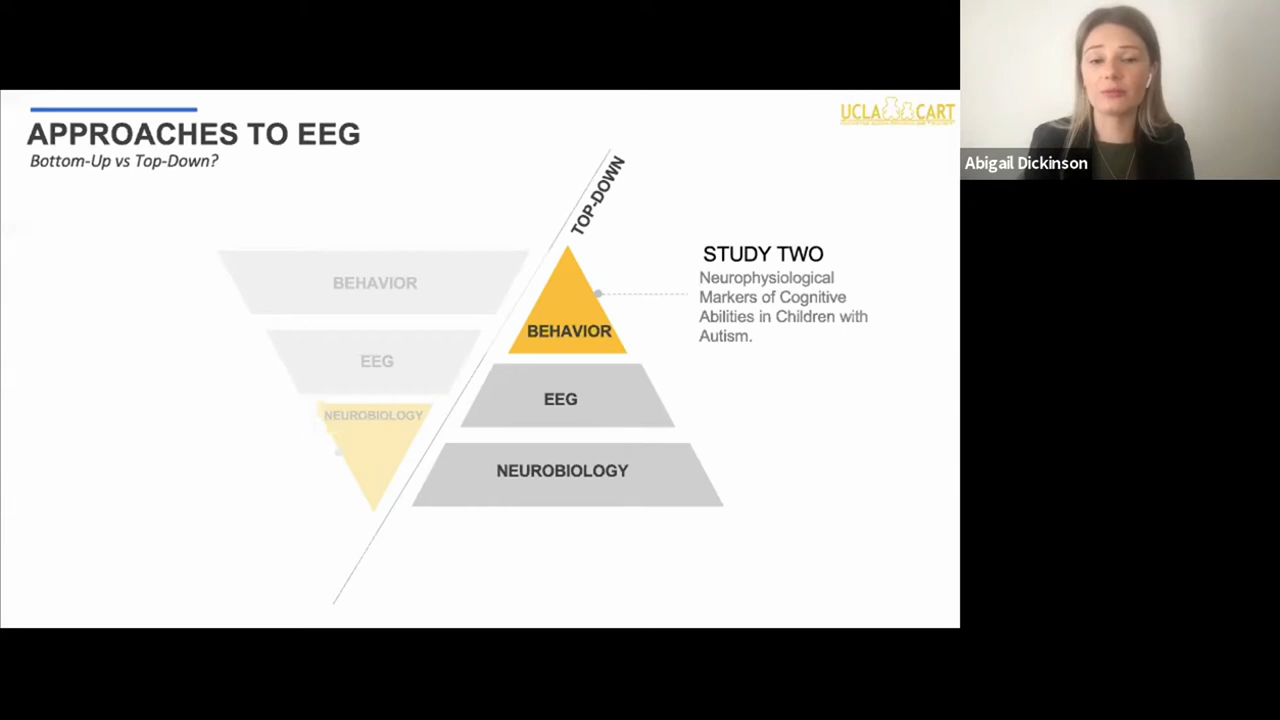 APPROACHES TO EEG
Bottom-Up vs Top-Down?
UCLA CART
Abigail Dickinson
TOP-DOWN
BEHAVIOR
EEG
NEUROBIOLOGY
BEHAVIOR
EEG
NEUROBIOLOGY
STUDY TWO
Neurophysiological
Markers of Cognitive
Abilities in Children with
Autism.